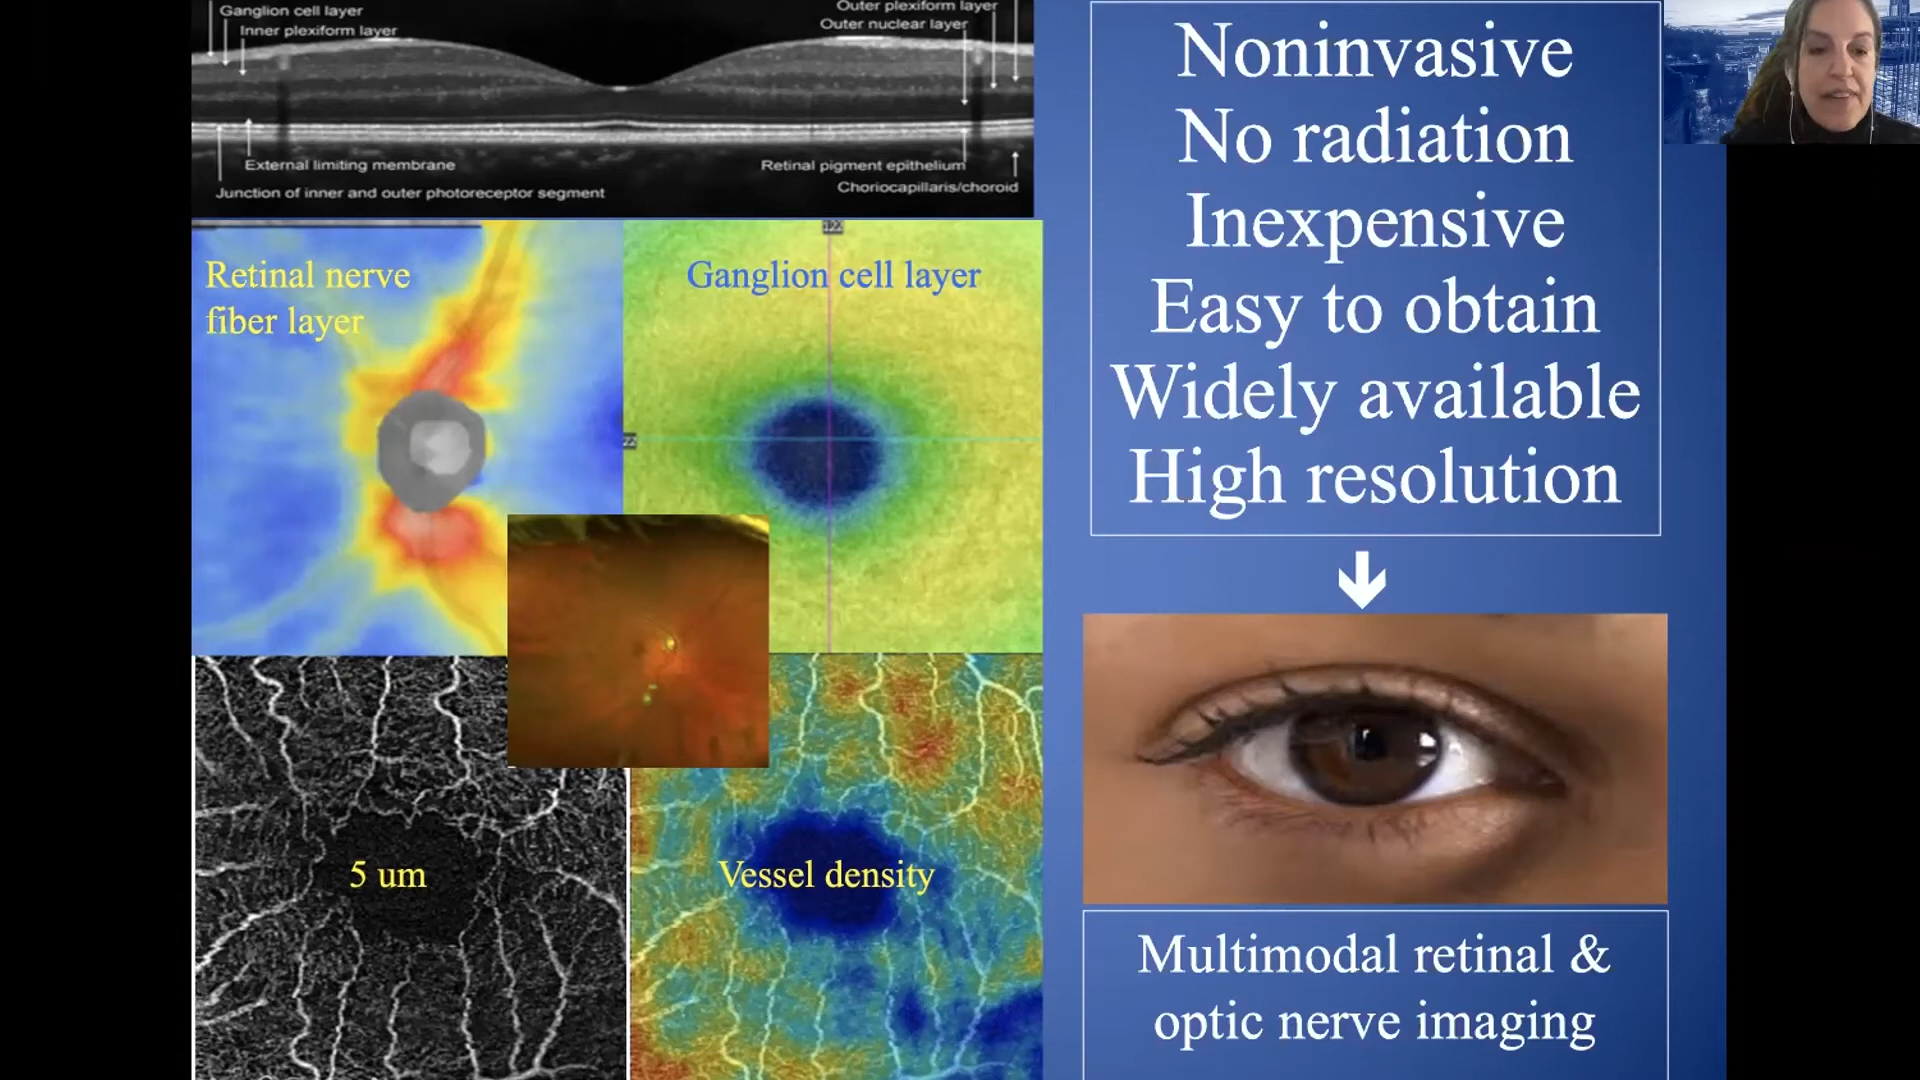 Ganglion cell layer
Inner plexiform layer
Outer plexiform layer
Outer nuclear layer
External limiting membrane
Junction of inner and outer photoreceptor segment
Retinal pigment epithelium
Choriocapillaris/choroid
Retinal nerve
fiber layer
Ganglion cell layer
122
22
5 um
Vessel density
Noninvasive
No radiation
Inexpensive
Easy to obtain
Widely available
High resolution
Multimodal retinal &
optic nerve imaging